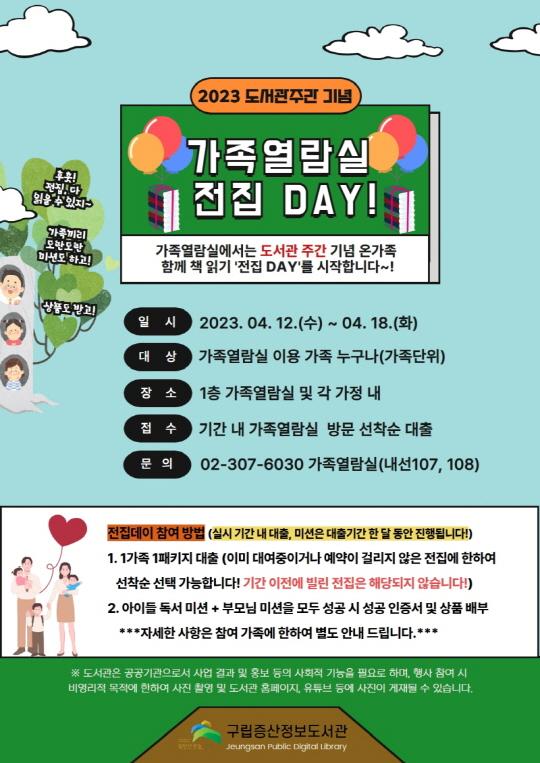 2023 도서관주간 기념
가족열람실
전집 DAY!
가족열람실에서는 도서관 주간 기념 온가족
함께 책 읽기 '전집 DAY'를 시작합니다~!
후훗!
전집, 다
읽을 수 있지~
가족끼리
도란도란
미션도 하고!
상품도 받고!
일 시 2023. 04. 12.(수) ~ 04. 18.(화)
대 상 가족열람실 이용 가족 누구나(가족단위)
장 소 1층 가족열람실 및 각 가정 내
접 수 기간 내 가족열람실 방문 선착순 대출
문 의 02-307-6030 가족열람실(내선107, 108)
전집데이 참여 방법 (실시 기간 내 대출, 미션은 대출기간 한 달 동안 진행됩니다!)
1. 1가족 1패키지 대출 (이미 대여중이거나 예약이 걸리지 않은 전집에 한하여
선착순 선택 가능합니다! 기간 이전에 빌린 전집은 해당되지 않습니다!)
2. 아이들 독서 미션 + 부모님 미션을 모두 성공 시 성공 인증서 및 상품 배부
***자세한 사항은 참여 가족에 한하여 별도 안내 드립니다.***
※ 도서관은 공공기관으로서 사업 결과 및 홍보 등의 사회적 기능을 필요로 하며, 행사 참여 시
비영리적 목적에 한하여 사진 촬영 및 도서관 홈페이지, 유튜브 등에 사진이 게재될 수 있습니다.
구립증산정보도서관
Jeungsan Public Digital Library